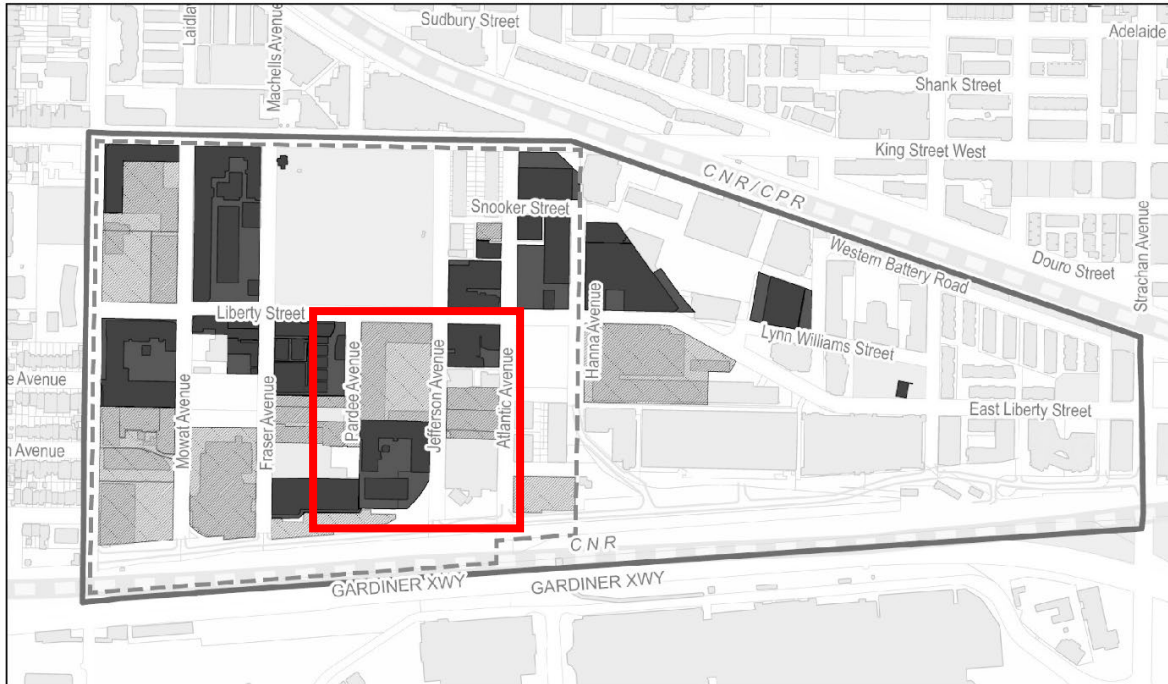 Sudbury Street
Adelaide
Laidlaw
Machells Avenue
Shank Street
King Street West
CNR/CPR
Snooker Street
Western Battery Road
Douro Street
Strachan Avenue
Liberty Street
Lynn Williams Street
Hanna Avenue
Pardee Avenue
Jefferson Avenue
Atlantic Avenue
e Avenue
East Liberty Street
Mowat Avenue
Fraser Avenue
n Avenue
CNR
GARDINER XWY
GARDINER XWY